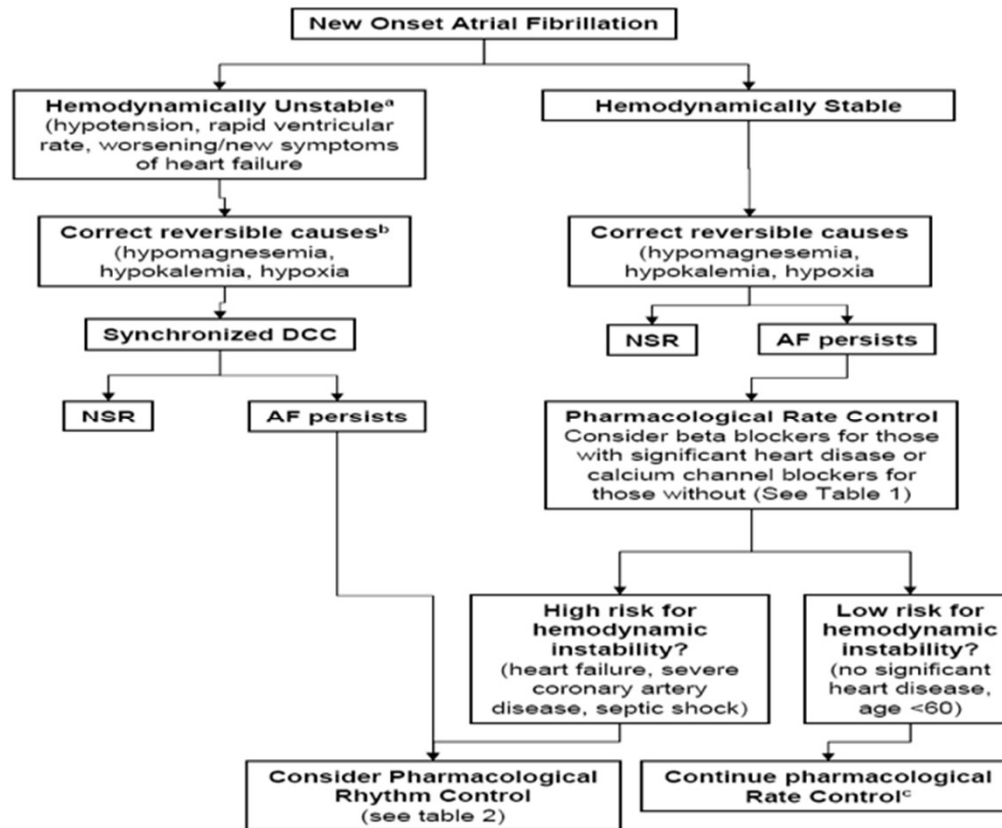 New Onset Atrial Fibrillation
Hemodynamically Unstableᵃ
(hypotension, rapid ventricular
rate, worsening/new symptoms
of heart failure
Hemodynamically Stable
Correct reversible causesᵇ
(hypomagnesemia,
hypokalemia, hypoxia
Correct reversible causes
(hypomagnesemia,
hypokalemia, hypoxia
Synchronized DCC
NSR
AF persists
NSR
AF persists
Pharmacological Rate Control
Consider beta blockers for those
with significant heart disase or
calcium channel blockers for
those without (See Table 1)
High risk for
hemodynamic
instability?
(heart failure, severe
coronary artery
disease, septic shock)
Low risk for
hemodynamic
instability?
(no significant
heart disease,
age <60)
Consider Pharmacological
Rhythm Control
(see table 2)
Continue pharmacological
Rate Controlᶜ